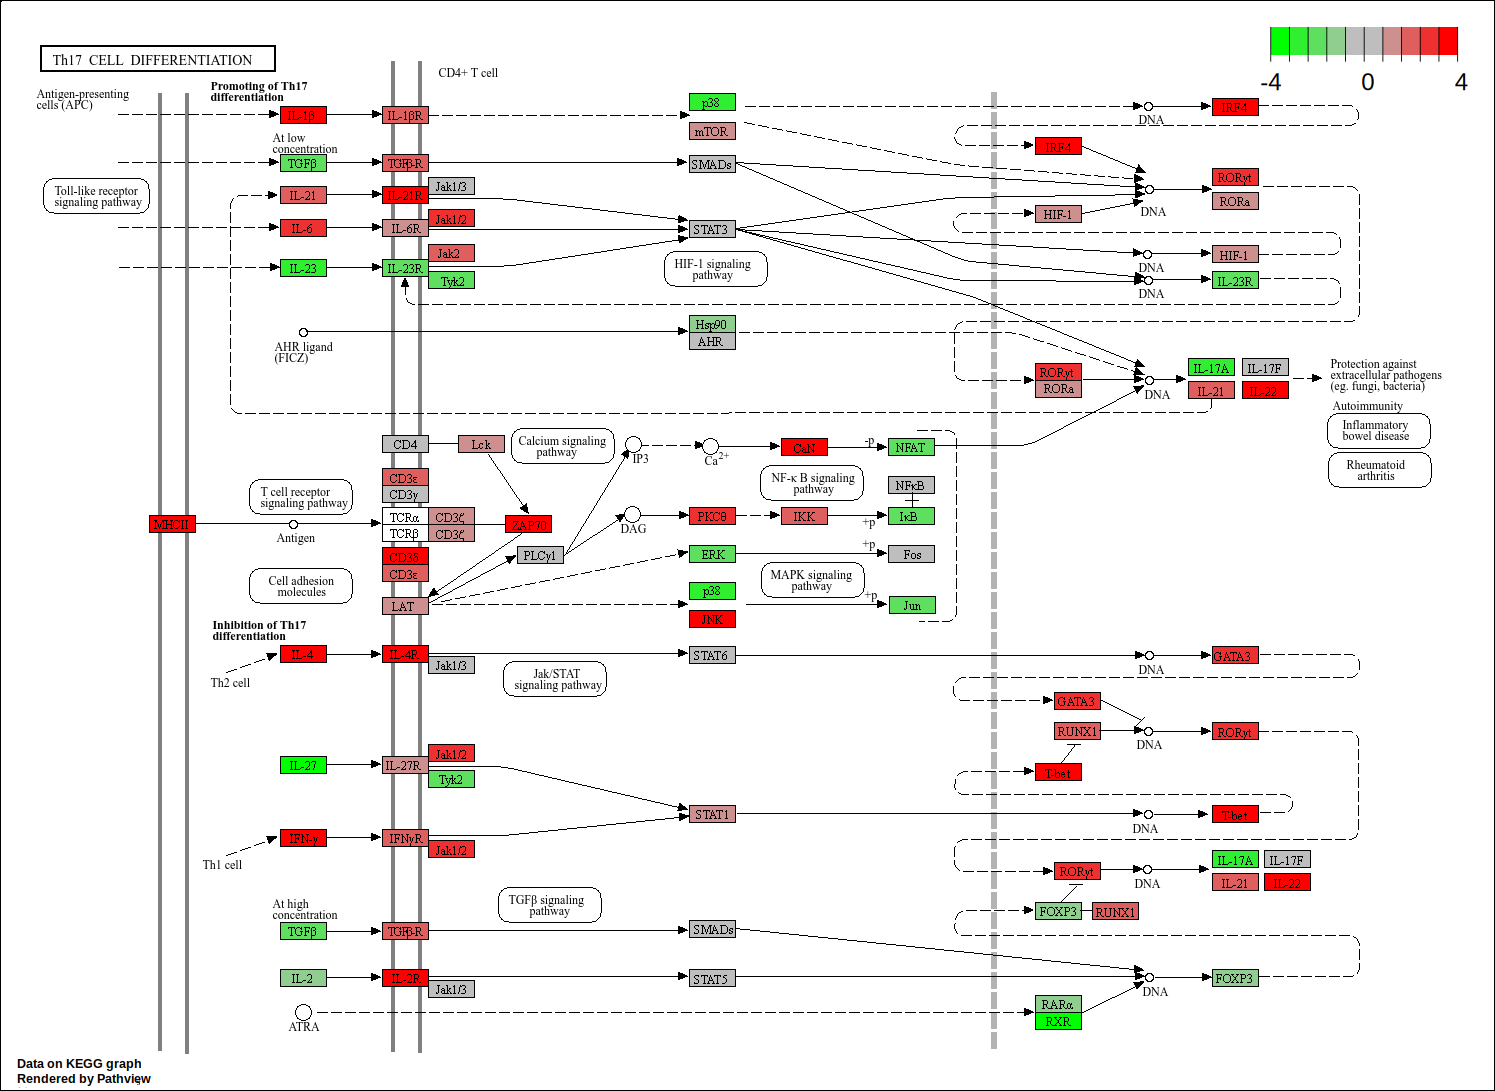 Th17 CELL DIFFERENTIATION
-4 0 4
CD4+ T cell
Antigen-presenting
cells (APC)
Promoting of Th17
differentiation
IL-1β
IL-1βR
p38
mTOR
DNA
IRF4
IRF4
At low
concentration
TGFβ
TGFβ-R
SMADs
Toll-like receptor
signaling pathway
IL-21
IL-21R
Jak1/3
RORγt
RORa
IL-6
IL-6R
Jak1/2
STAT3
HIF-1
DNA
IL-23
IL-23R
Jak2
Tyk2
HIF-1 signaling
pathway
DNA
HIF-1
DNA
IL-23R
AHR ligand
(FICZ)
Hsp90
AHR
RORγt
RORa
DNA
IL-17A
IL-17F
IL-21
IL-22
Protection against
extracellular pathogens
(eg. fungi, bacteria)
Autoimmunity
Inflammatory
bowel disease
Rheumatoid
arthritis
CD4
Lck
Calcium signaling
pathway
IP3
Ca2+
CaN
-p
NFAT
CD3ε
CD3γ
NF-κ B signaling
pathway
NFκB
T cell receptor
signaling pathway
MHCII
Antigen
TCRα
TCRβ
CD3ζ
CD3ζ
ZAP70
DAG
PKCθ
IKK
+p
IκB
CD3δ
CD3ε
PLCγ1
ERK
+p
Fos
Cell adhesion
molecules
LAT
p38
JNK
MAPK signaling
pathway
+p
Jun
Inhibition of Th17
differentiation
IL-4
IL-4R
Jak1/3
Th2 cell
Jak/STAT
signaling pathway
STAT6
DNA
GATA3
GATA3
RUNX1
DNA
RORγt
T-bet
IL-27
IL-27R
Jak1/2
Tyk2
STAT1
DNA
T-bet
IFN-γ
IFNγR
Jak1/2
Th1 cell
RORγt
DNA
IL-17A
IL-17F
IL-21
IL-22
At high
concentration
TGFβ
TGFβ-R
TGFβ signaling
pathway
SMADs
FOXP3
RUNX1
IL-2
IL-2R
Jak1/3
STAT5
DNA
FOXP3
ATRA
RARα
RXR
Data on KEGG graph
Rendered by Pathview